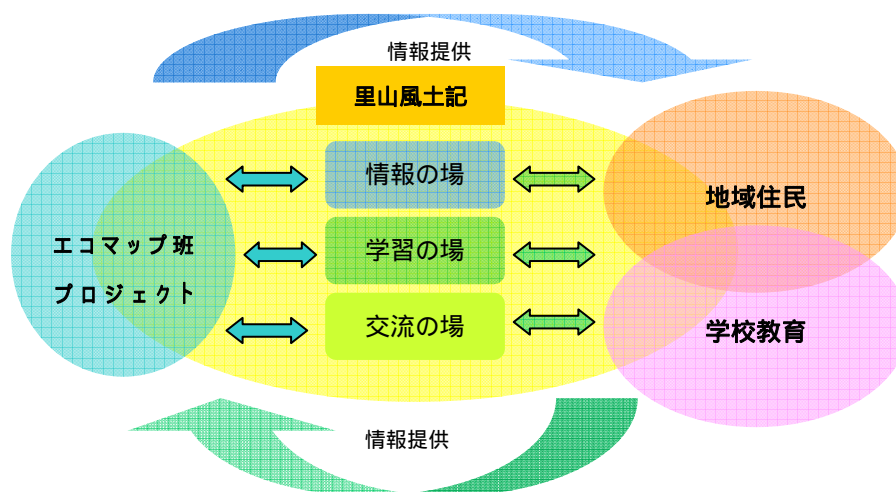 情報提供
里山風土記
情報の場
学習の場
交流の場
エコマップ班
プロジェクト
地域住民
学校教育
情報提供